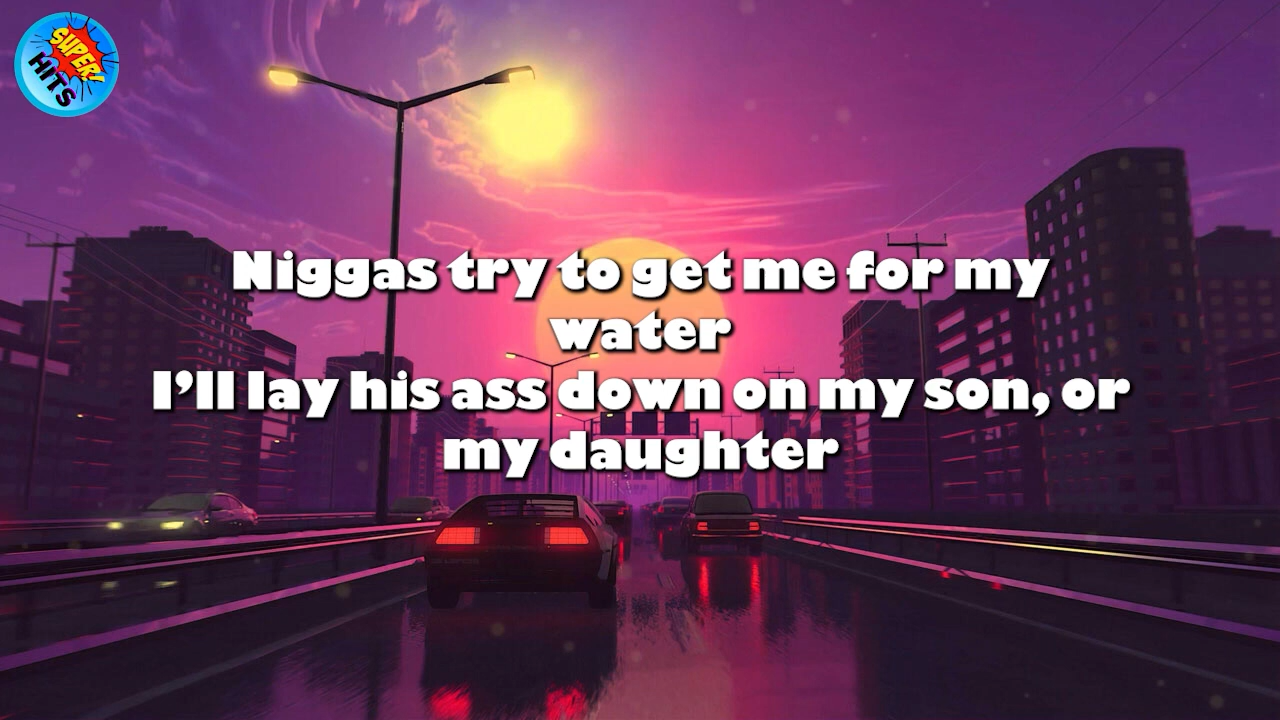 SUPER!
HITS
Niggas try to get me for my
water
I'll lay his ass down on my son, or
my daughter